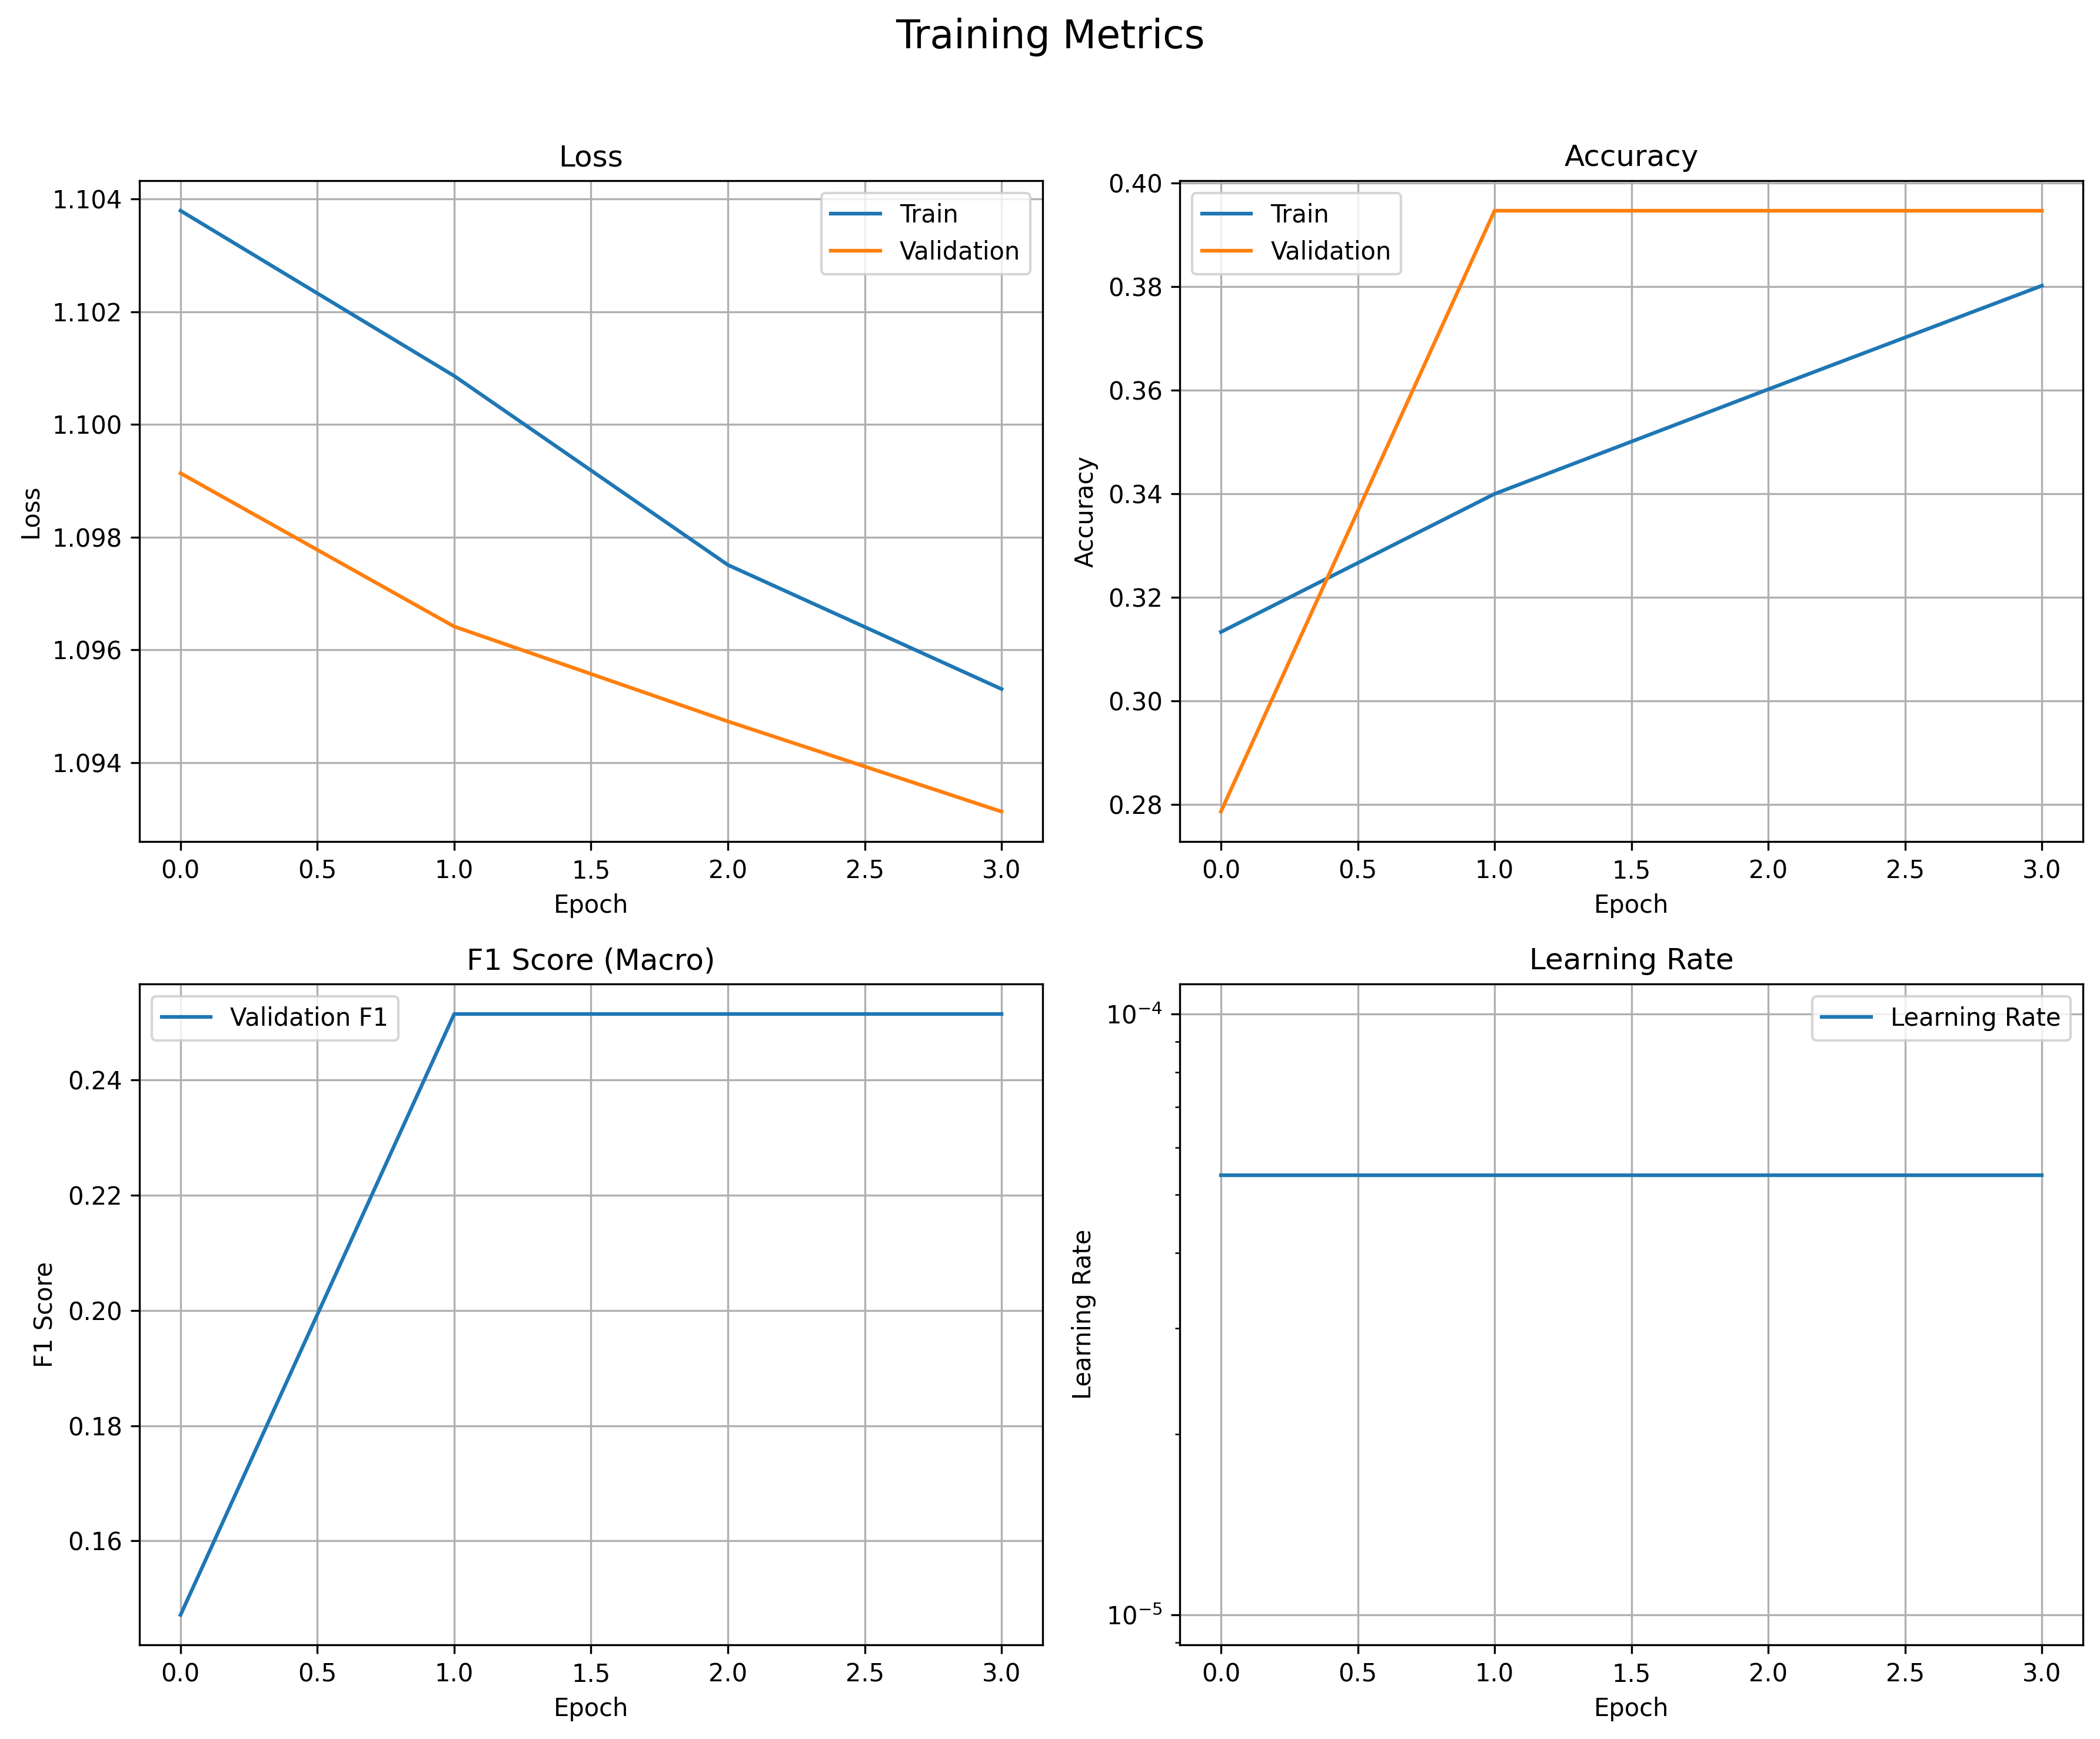 Training Metrics
Loss
1.104
1.102
1.100
1.098
1.096
1.094
Loss
Train
Validation
0.0 0.5 1.0 1.5 2.0 2.5 3.0
Epoch
Accuracy
0.40
0.38
0.36
0.34
0.32
0.30
0.28
Accuracy
Train
Validation
0.0 0.5 1.0 1.5 2.0 2.5 3.0
Epoch
F1 Score (Macro)
0.24
0.22
0.20
0.18
0.16
F1 Score
Validation F1
0.0 0.5 1.0 1.5 2.0 2.5 3.0
Epoch
Learning Rate
10⁻⁴
10⁻⁵
Learning Rate
Learning Rate
0.0 0.5 1.0 1.5 2.0 2.5 3.0
Epoch